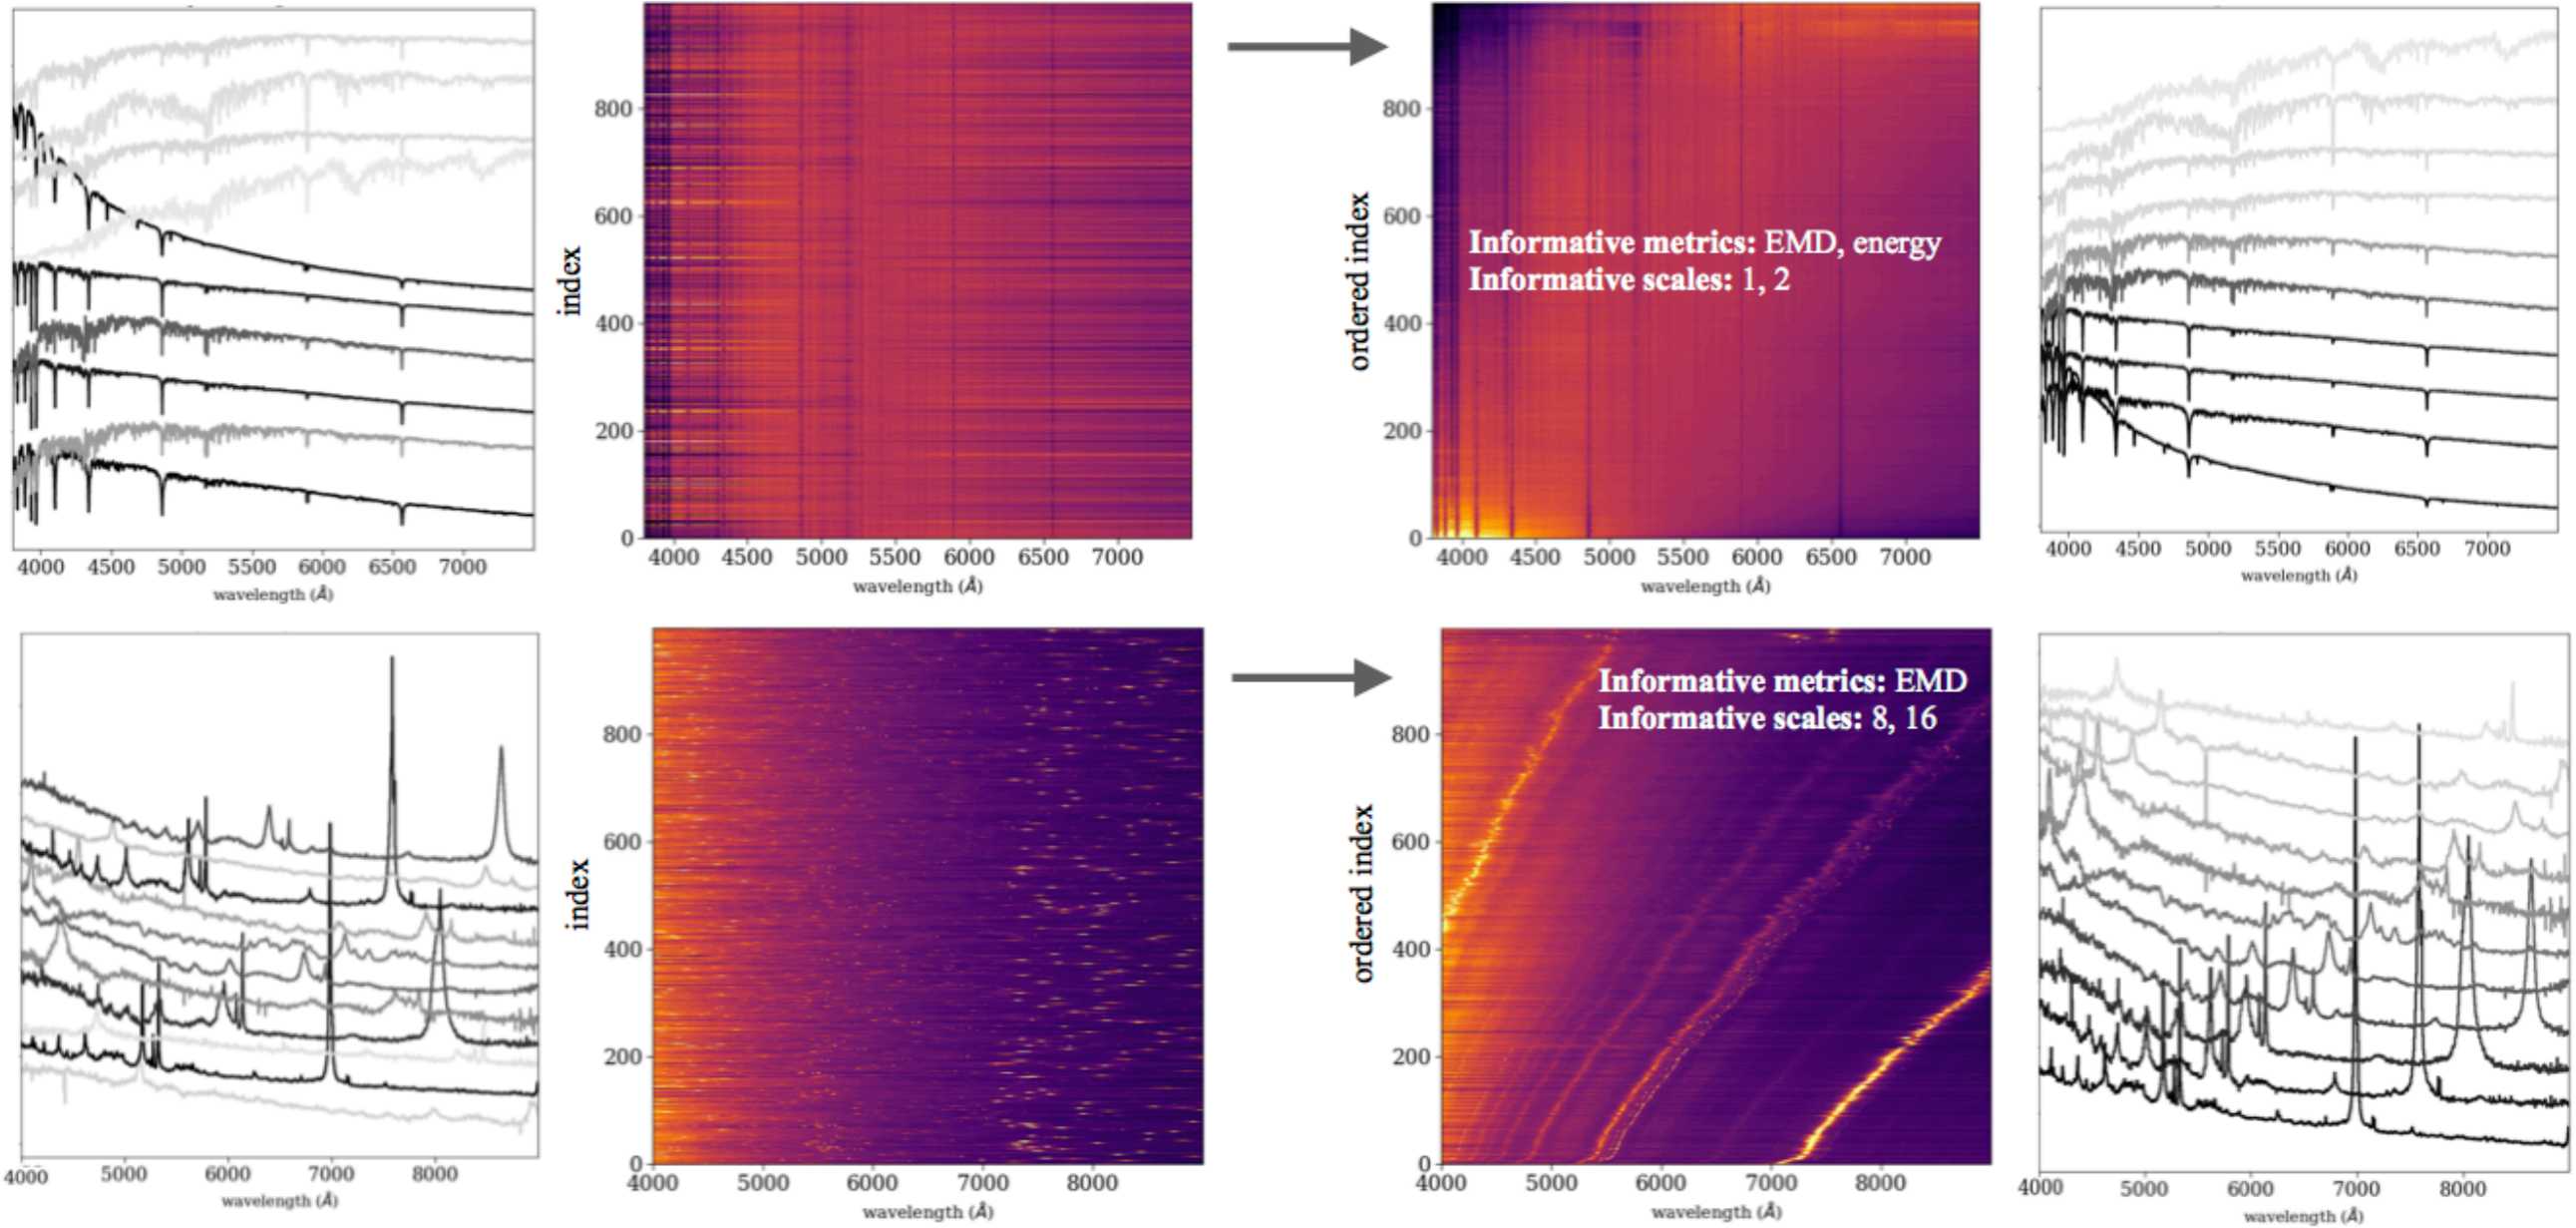 4000 4500 5000 5500 6000 6500 7000
wavelength (Å)
index
800
600
400
200
0
4000 4500 5000 5500 6000 6500 7000
wavelength (Å)
ordered index
800
600
400
200
0
Informative metrics: EMD, energy
Informative scales: 1, 2
4000 4500 5000 5500 6000 6500 7000
wavelength (Å)
4000 4500 5000 5500 6000 6500 7000
wavelength (Å)
4000 5000 6000 7000 8000
wavelength (Å)
index
800
600
400
200
0
4000 5000 6000 7000 8000
wavelength (Å)
ordered index
800
600
400
200
0
Informative metrics: EMD
Informative scales: 8, 16
4000 5000 6000 7000 8000
wavelength (Å)
4000 5000 6000 7000 8000
wavelength (Å)